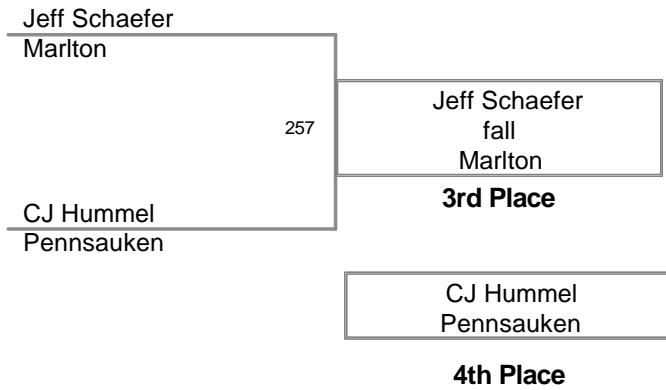 Jeff Schaefer
Marlton
257
Jeff Schaefer
fall
Marlton
3rd Place
CJ Hummel
Pennsauken
CJ Hummel
Pennsauken
4th Place